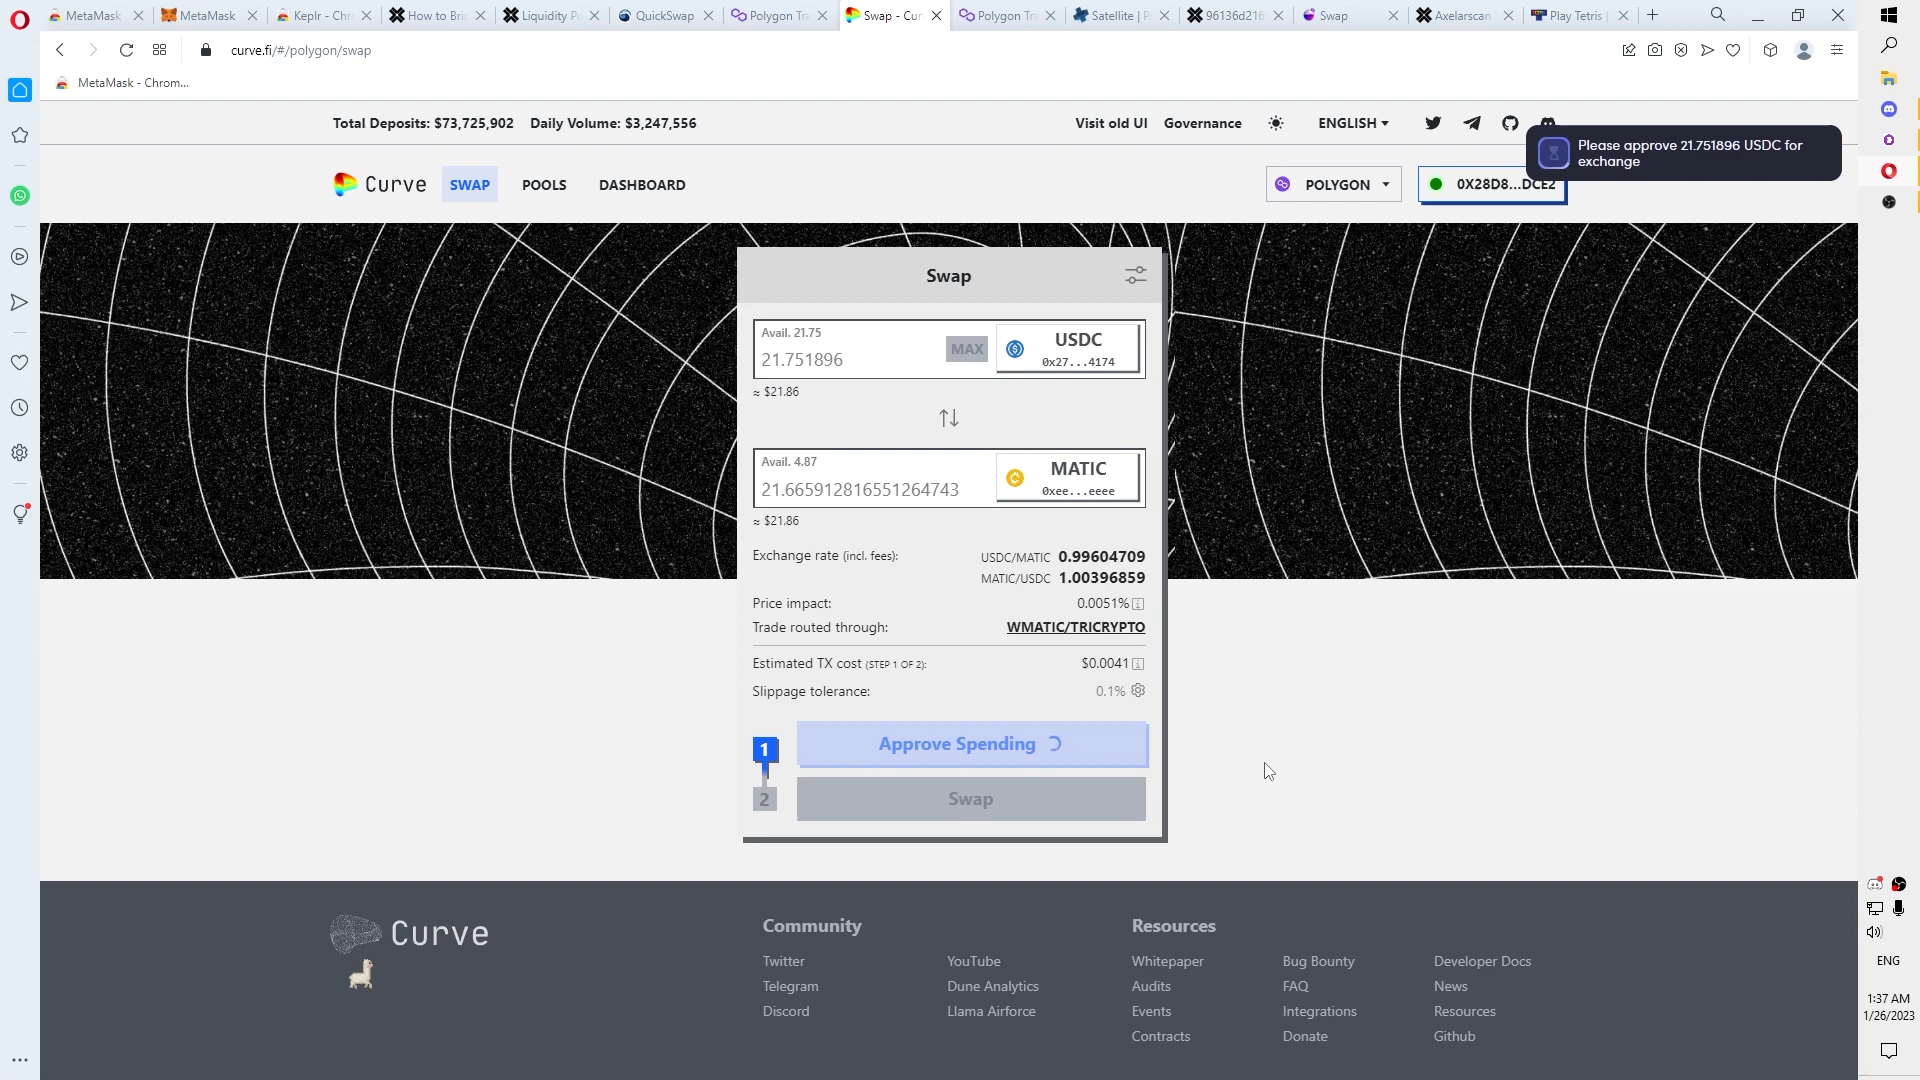 MetaMask
MetaMask
Keplr - Chr
How to Bri
Liquidity P
QuickSwap
Polygon Tra
Swap - Cur
Polygon Tra
Satellite | P
96136d216
Swap
Axelarscan
Play Tetris
curve.fi/#/polygon/swap
MetaMask - Chrom...
Total Deposits: $73,725,902 Daily Volume: $3,247,556
Visit old UI
Governance
ENGLISH
Please approve 21.751896 USDC for
exchange
Curve
SWAP
POOLS
DASHBOARD
POLYGON
0X28D8...DCE2
Swap
Avail. 21.75
21.751896
MAX
USDC
0x27...4174
≈ $21.86
Avail. 4.87
21.665912816551264743
MATIC
0xee...eeee
≈ $21.86
Exchange rate (incl. fees):
USDC/MATIC 0.99604709
MATIC/USDC 1.00396859
Price impact:
0.0051%
Trade routed through:
WMATIC/TRICRYPTO
Estimated TX cost (STEP 1 OF 2):
$0.0041
Slippage tolerance:
0.1%
1
Approve Spending
2
Swap
Curve
Community
Twitter
Telegram
Discord
YouTube
Dune Analytics
Llama Airforce
Resources
Whitepaper
Audits
Events
Contracts
Bug Bounty
FAQ
Integrations
Donate
Developer Docs
News
Resources
Github
ENG
1:37 AM
1/26/2023